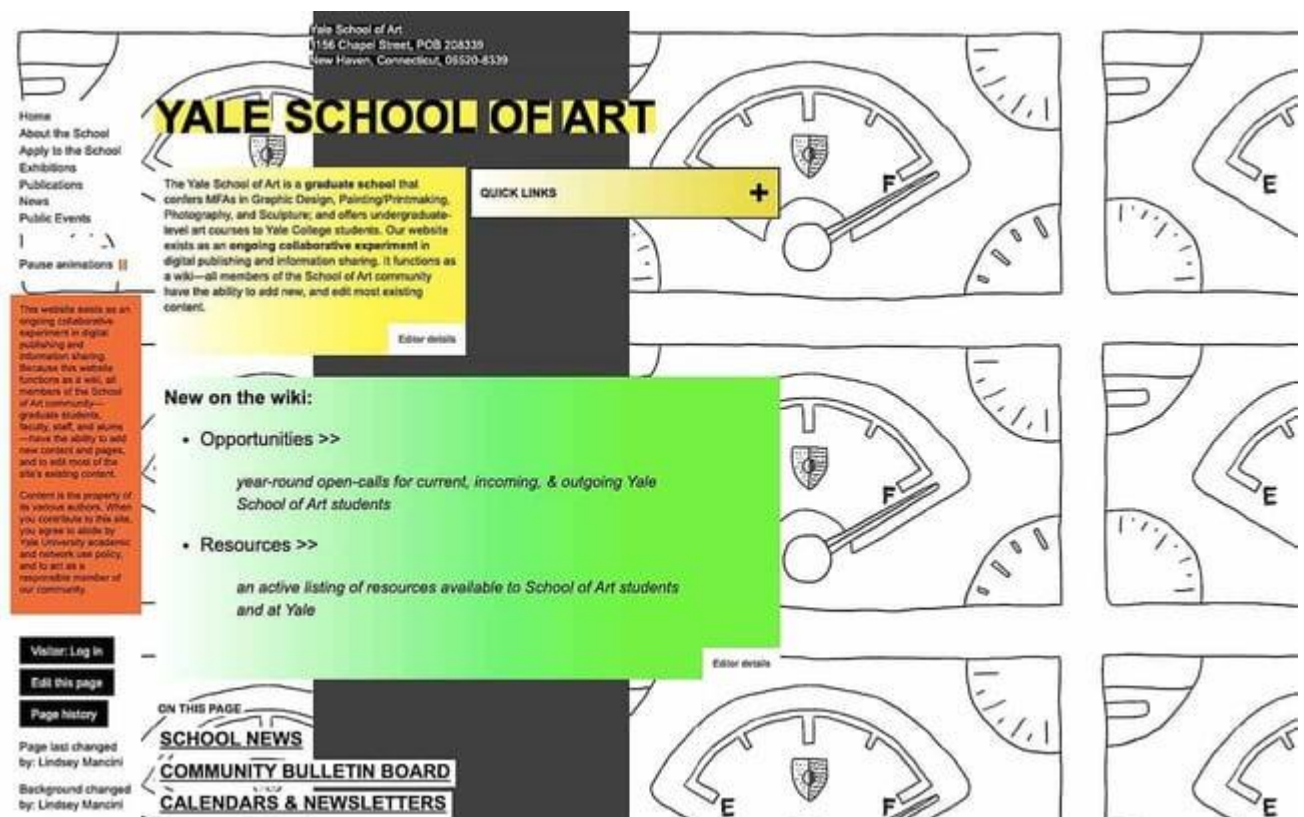 Yale School of Art
1156 Chapel Street, POB 208339
New Haven, Connecticut, 06520-8339
YALE SCHOOL OF ART
Home
About the School
Apply to the School
Exhibitions
Publications
News
Public Events
Pause animations
The Yale School of Art is a graduate school that
confers MFAs in Graphic Design, Painting/Printmaking,
Photography, and Sculpture; and offers undergraduate-
level art courses to Yale College students. Our website
exists as an ongoing collaborative experiment in
digital publishing and information sharing. It functions as
a wiki—all members of the School of Art community
have the ability to add new, and edit most existing
content.
Editor details
QUICK LINKS +
This website exists as an
ongoing collaborative
experiment in digital
publishing and
information sharing.
Because this website
functions as a wiki, all
members of the School
of Art community—
graduate students,
faculty, staff, and alums
—have the ability to add
new content and pages,
and to edit most of the
site's existing content.
Content is the property of
its various authors. When
you contribute to this site,
you agree to abide by
Yale University academic
and network use policy,
and to act as a
responsible member of
our community.
New on the wiki:
• Opportunities >>
year-round open-calls for current, incoming, & outgoing Yale
School of Art students
• Resources >>
an active listing of resources available to School of Art students
and at Yale
Editor details
Visitor: Log in
Edit this page
Page history
Page last changed
by: Lindsey Mancini
Background changed
by: Lindsey Mancini
ON THIS PAGE
SCHOOL NEWS
COMMUNITY BULLETIN BOARD
CALENDARS & NEWSLETTERS
F
E
F
E
E
F
E